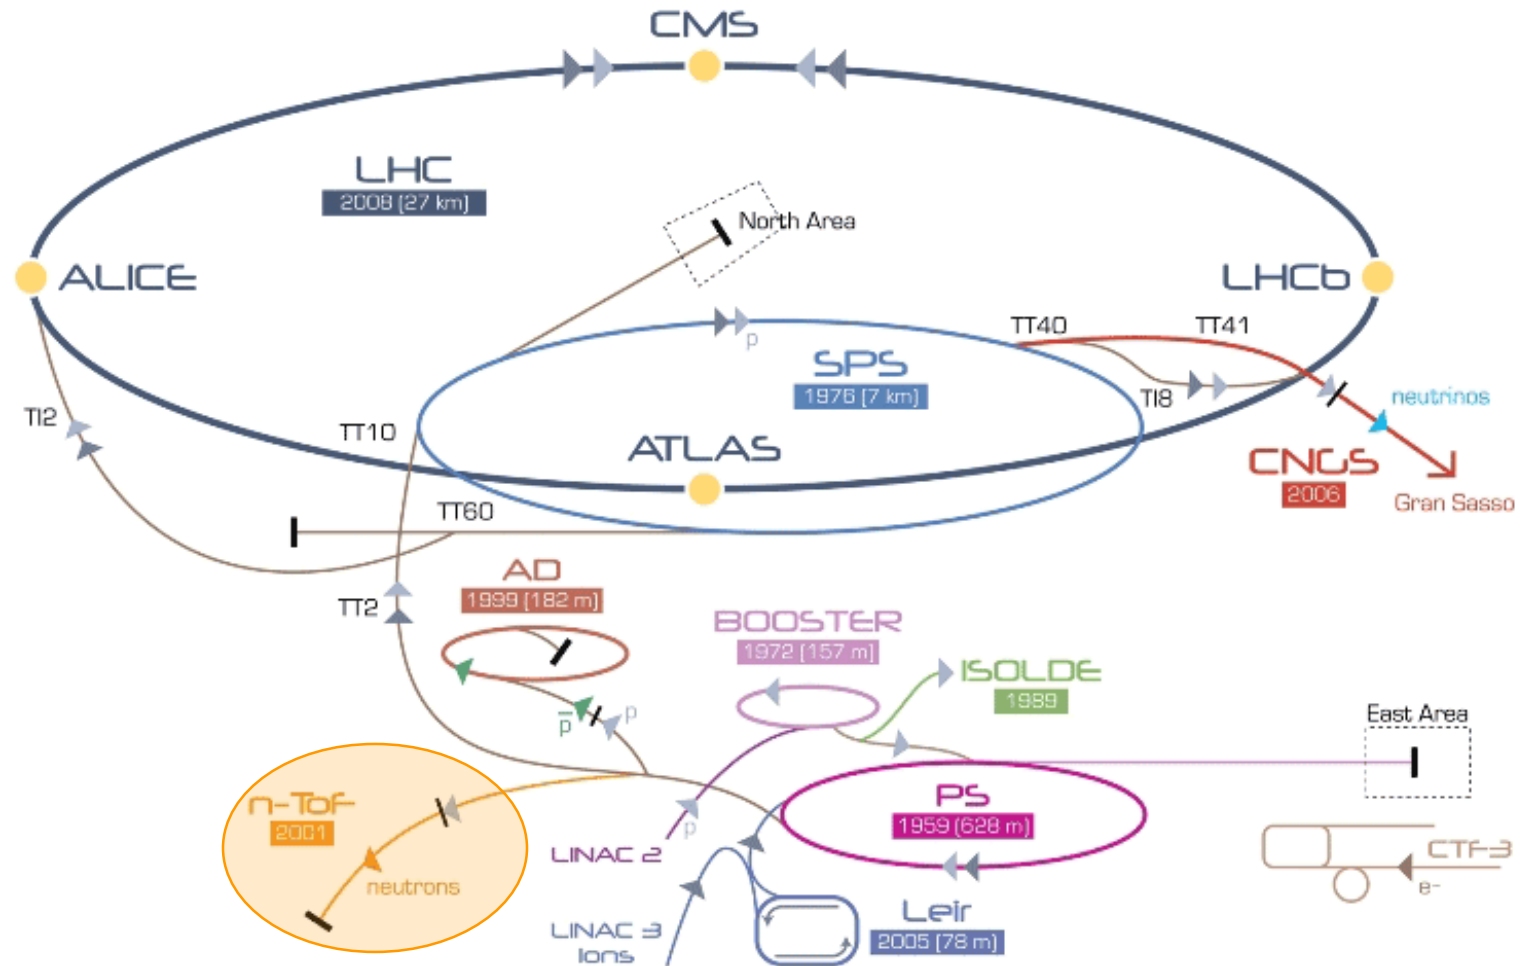 CMS
LHC
2008 (27 km)
North Area
ALICE
LHCb
TT40
TT41
p
SPS
1976 (7 km)
TI8
neutrinos
TI2
TT10
ATLAS
CNGS
2006
Gran Sasso
TT60
AD
1999 (182 m)
TT2
BOOSTER
1972 (157 m)
ISOLDE
1989
p̅
p
East Area
n-ToF
2001
PS
1959 (628 m)
p
LINAC 2
neutrons
CTF-3
e-
Leir
2005 (78 m)
LINAC 3
Ions